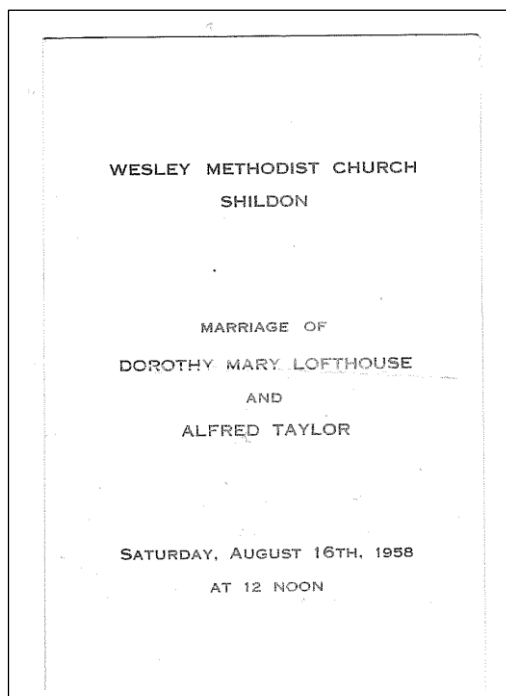 WESLEY METHODIST CHURCH
SHILDON
MARRIAGE OF
DOROTHY MARY LOFTHOUSE
AND
ALFRED TAYLOR
SATURDAY, AUGUST 16TH, 1958
AT 12 NOON